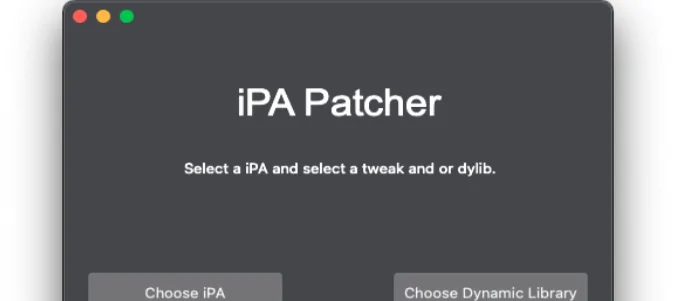 iPA Patcher
Select a iPA and select a tweak and or dylib.
Choose iPA
Choose Dynamic Library